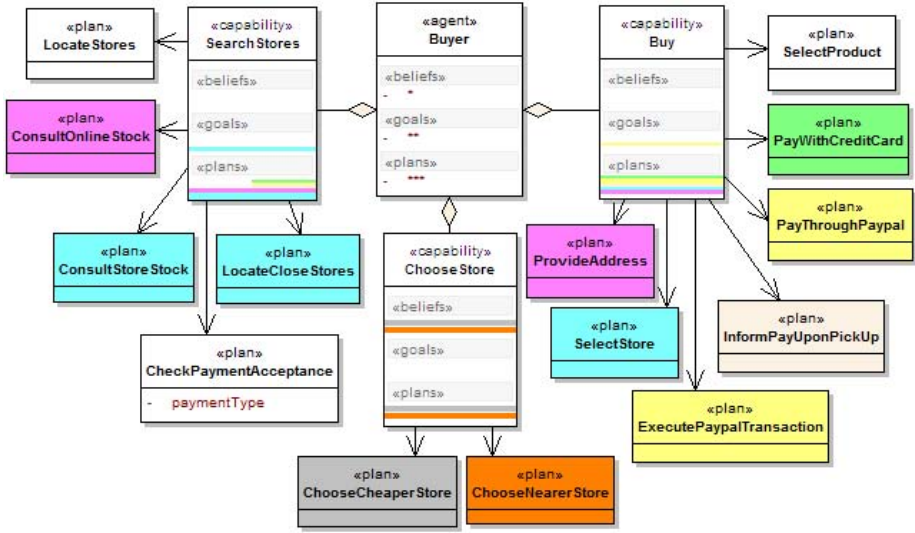 «plan»
LocateStores
«capability»
SearchStores
«beliefs»
«goals»
«plans»
«agent»
Buyer
«beliefs»
- *
«goals»
- **
«plans»
- ***
«capability»
Buy
«beliefs»
«goals»
«plans»
«plan»
SelectProduct
«plan»
ConsultOnlineStock
«plan»
PayWithCreditCard
«plan»
PayThroughPaypal
«plan»
ConsultStoreStock
«plan»
LocateCloseStores
«capability»
ChooseStore
«beliefs»
«goals»
«plans»
«plan»
ProvideAddress
«plan»
SelectStore
«plan»
InformPayUponPickUp
«plan»
CheckPaymentAcceptance
- paymentType
«plan»
ExecutePaypalTransaction
«plan»
ChooseCheaperStore
«plan»
ChooseNearerStore